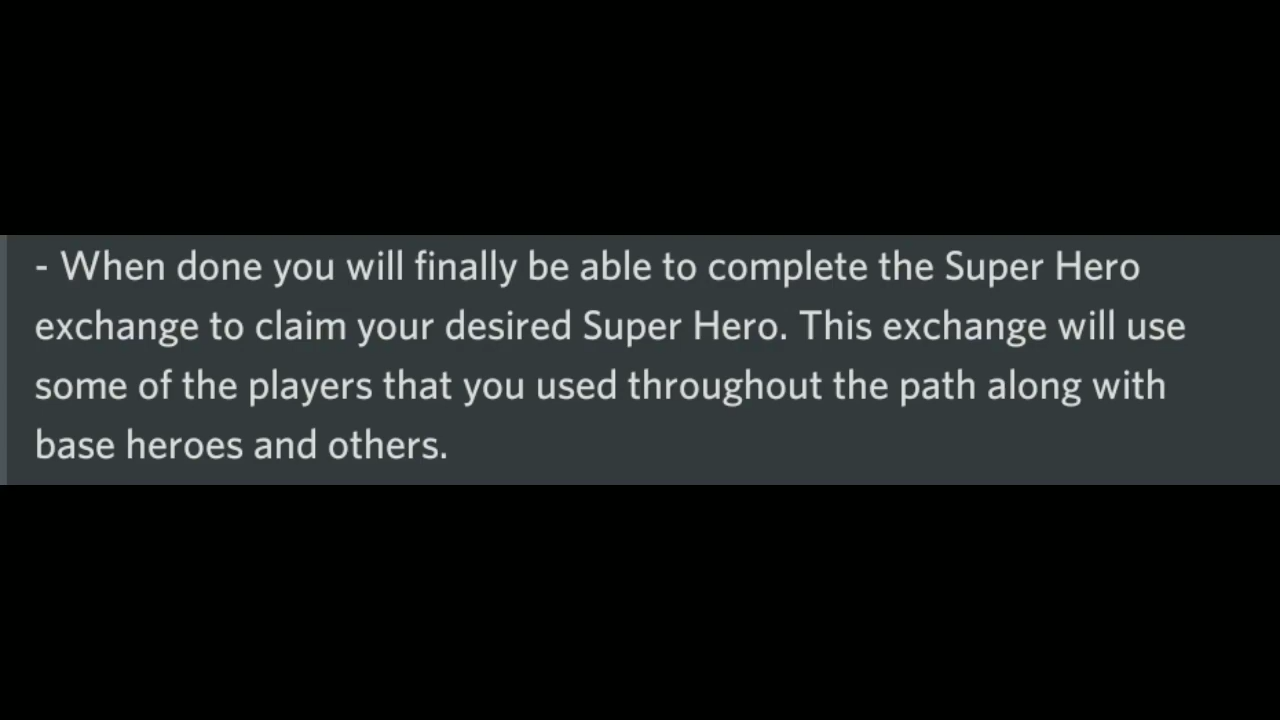 - When done you will finally be able to complete the Super Hero
exchange to claim your desired Super Hero. This exchange will use
some of the players that you used throughout the path along with
base heroes and others.